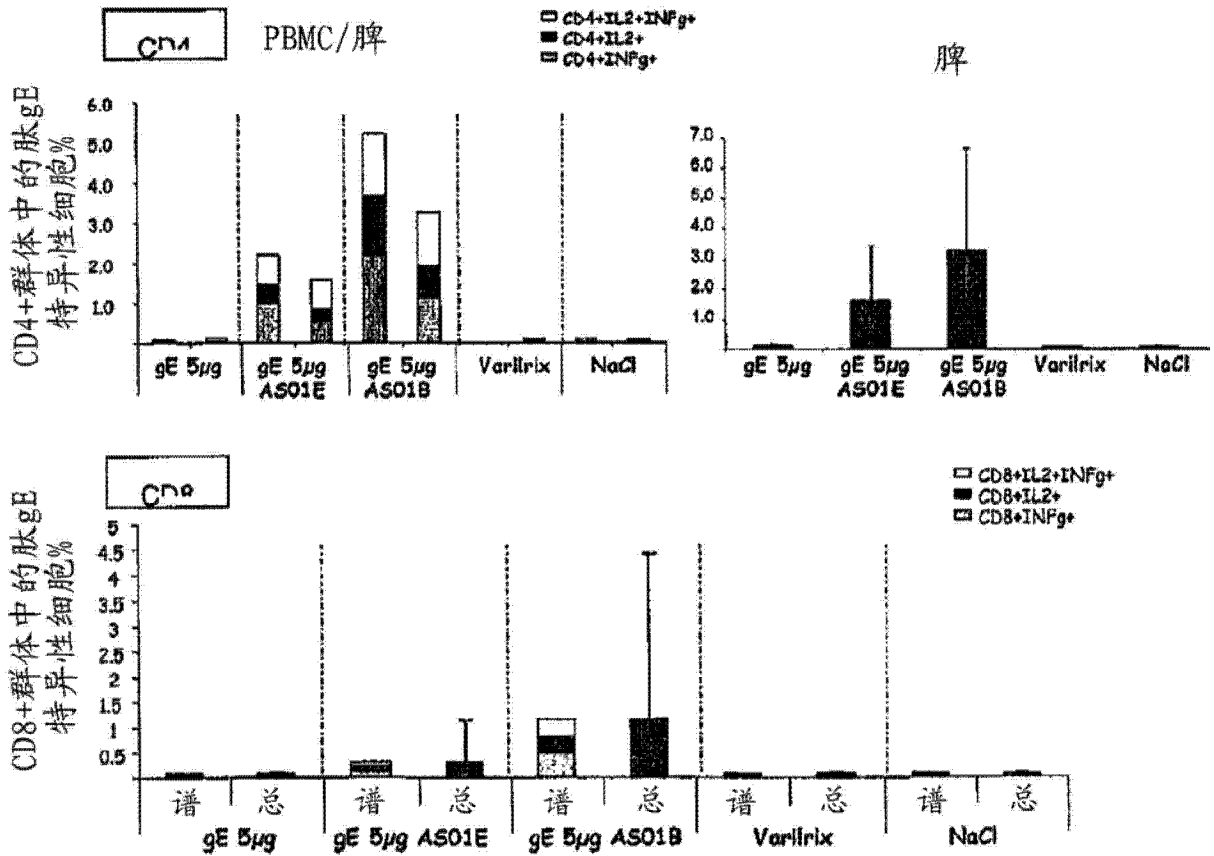 PBMC/脾
CD4+IL2+INFg+
CD4+IL2+
CD4+INFg+
脾
CD4+群体中的肽gE
特异性细胞%
6.0
5.0
4.0
3.0
2.0
1.0
gE 5µg
gE 5µg
AS01E
gE 5µg
AS01B
Varilrix
NaCl
7.0
6.0
5.0
4.0
3.0
2.0
1.0
gE 5µg
gE 5µg
AS01E
gE 5µg
AS01B
Varilrix
NaCl
CD8+IL2+INFg+
CD8+IL2+
CD8+INFg+
CD8+群体中的肽gE
特异性细胞%
5
4.5
4
3.5
3
2.5
2
1.5
1
0.5
谱 总 谱 总 谱 总 谱 总 谱 总
gE 5µg gE 5µg AS01E gE 5µg AS01B Varilrix NaCl